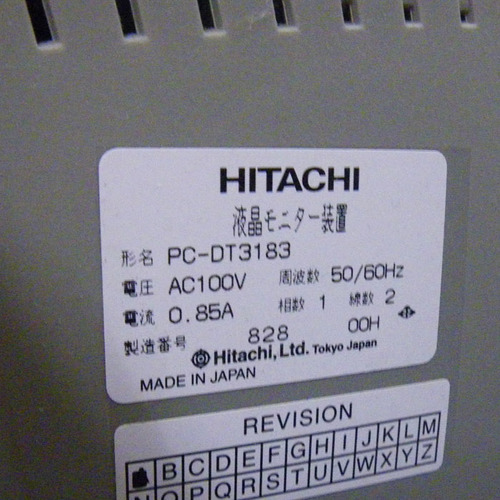 HITACHI
液晶モニター装置
形名 PC-DT3183
電圧 AC100V 周波数 50/60Hz
電流 0.85A 相数 1 線数 2
製造番号 828 00H
Hitachi, Ltd. Tokyo Japan
MADE IN JAPAN
REVISION
B C D E F G H I J K L M
N O P Q R S T U V W X Y Z